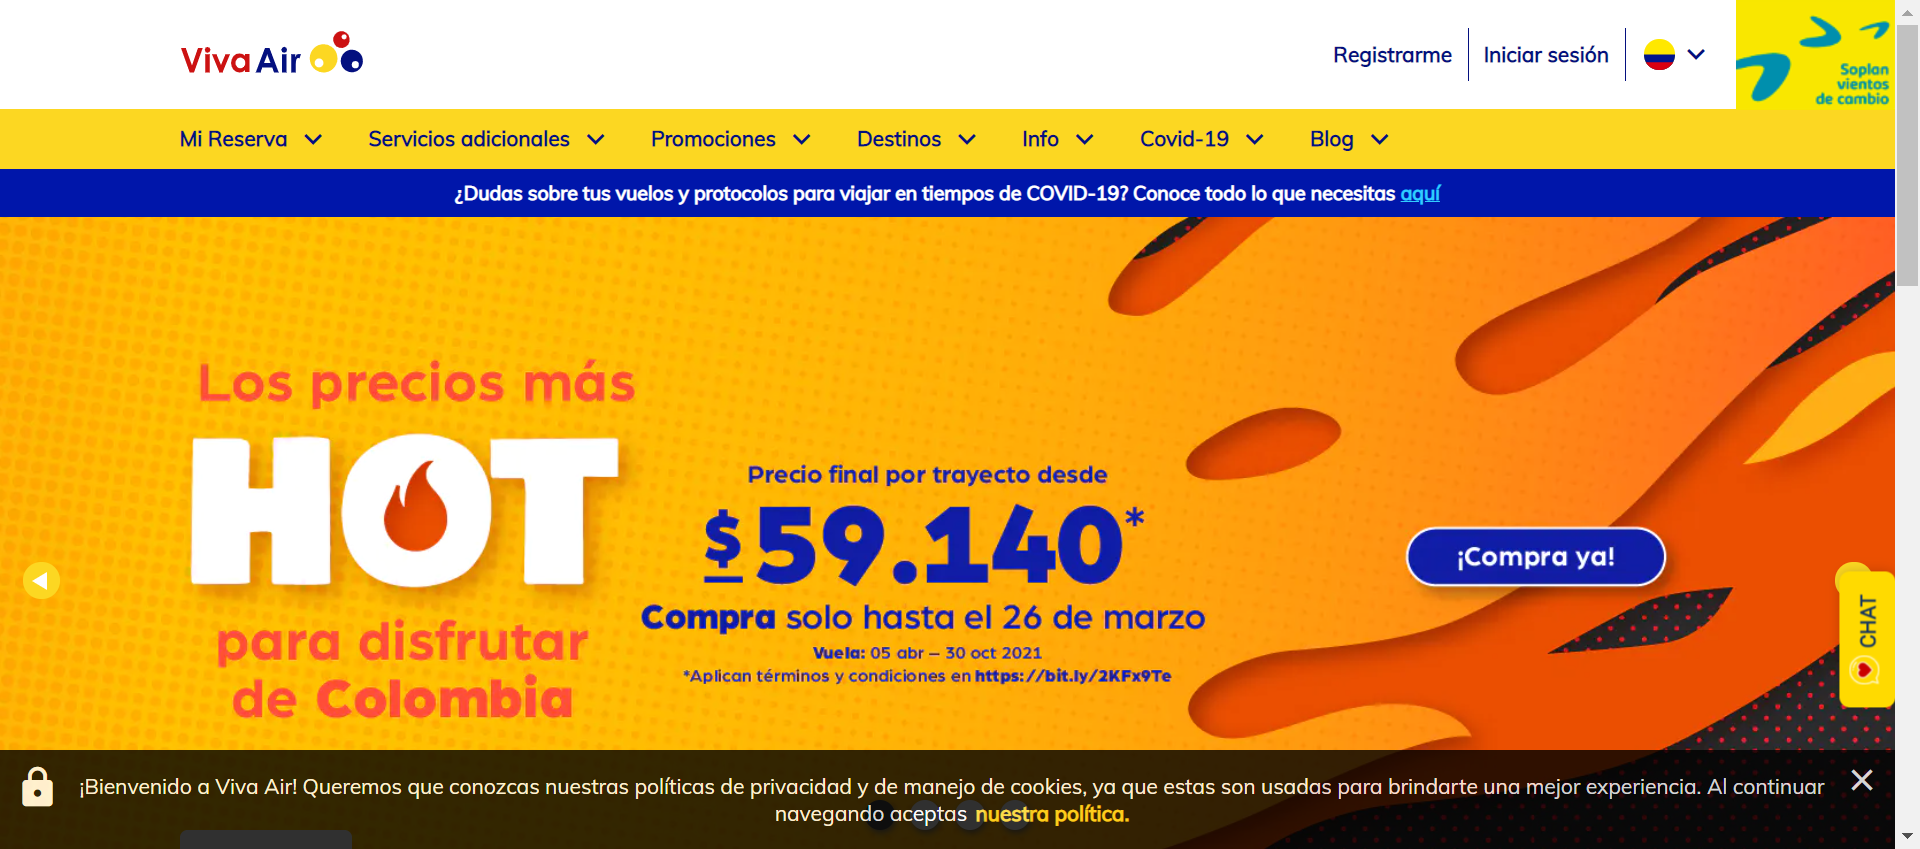 Viva Air
Registrarme
Iniciar sesión
Soplan
vientos
de cambio
Mi Reserva
Servicios adicionales
Promociones
Destinos
Info
Covid-19
Blog
¿Dudas sobre tus vuelos y protocolos para viajar en tiempos de COVID-19? Conoce todo lo que necesitas aquí
Los precios más
HOT
para disfrutar
de Colombia
Precio final por trayecto desde
$59.140*
Compra solo hasta el 26 de marzo
Vuela: 05 abr – 30 oct 2021
*Aplican términos y condiciones en https://bit.ly/2KFx9Te
¡Compra ya!
CHAT
¡Bienvenido a Viva Air! Queremos que conozcas nuestras políticas de privacidad y de manejo de cookies, ya que estas son usadas para brindarte una mejor experiencia. Al continuar
navegando aceptas nuestra política.